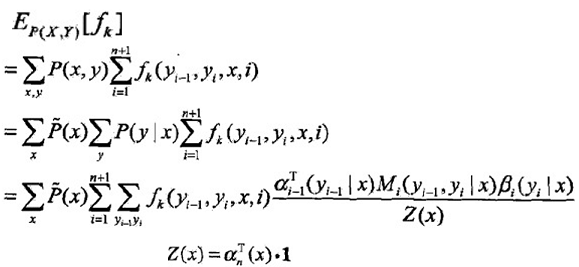 E_{P(X,Y)}[f_k]
= \sum_{x,y} P(x,y) \sum_{i=1}^{n+1} f_k(y_{i-1}, y_i, x, i)
= \sum_{x} \tilde{P}(x) \sum_{y} P(y|x) \sum_{i=1}^{n+1} f_k(y_{i-1}, y_i, x, i)
= \sum_{x} \tilde{P}(x) \sum_{i=1}^{n+1} \sum_{y_{i-1} y_i} f_k(y_{i-1}, y_i, x, i) \frac{\alpha_{i-1}^{T}(y_{i-1}|x) M_i(y_{i-1}, y_i|x) \beta_i(y_i|x)}{Z(x)}
Z(x) = \alpha_n^{T}(x) \cdot \mathbf{1}